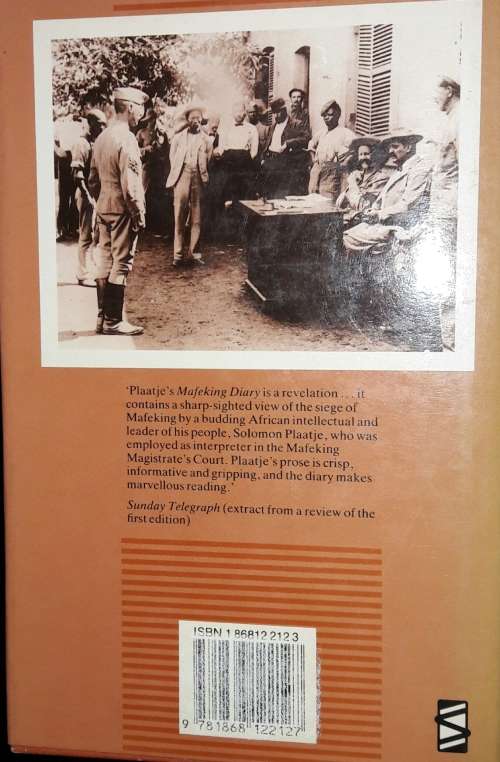 'Plaatje's Mafeking Diary is a revelation . . . it
contains a sharp-sighted view of the siege of
Mafeking by a budding African intellectual and
leader of his people, Solomon Plaatje, who was
employed as interpreter in the Mafeking
Magistrate's Court. Plaatje's prose is crisp,
informative and gripping, and the diary makes
marvellous reading.'
Sunday Telegraph (extract from a review of the
first edition)
ISBN 1 86812 212 3
9 781868 122127